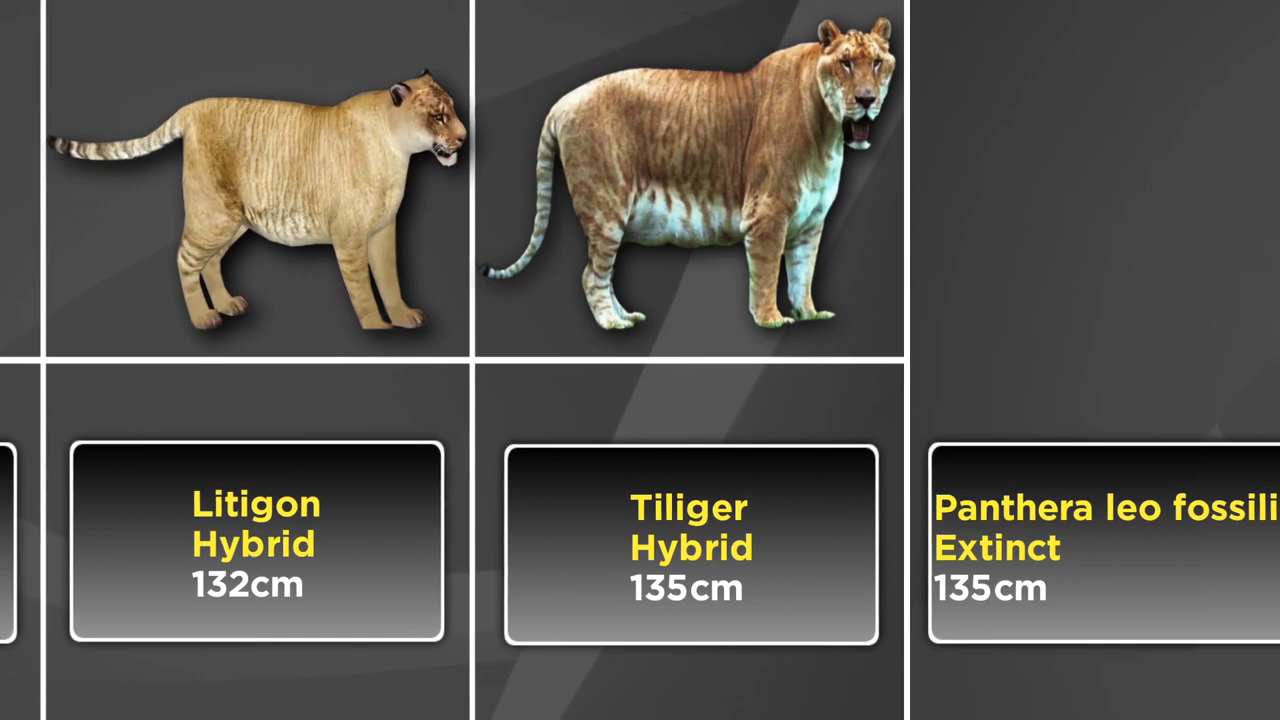 Litigon
Hybrid
132cm
Tiliger
Hybrid
135cm
Panthera leo fossili
Extinct
135cm